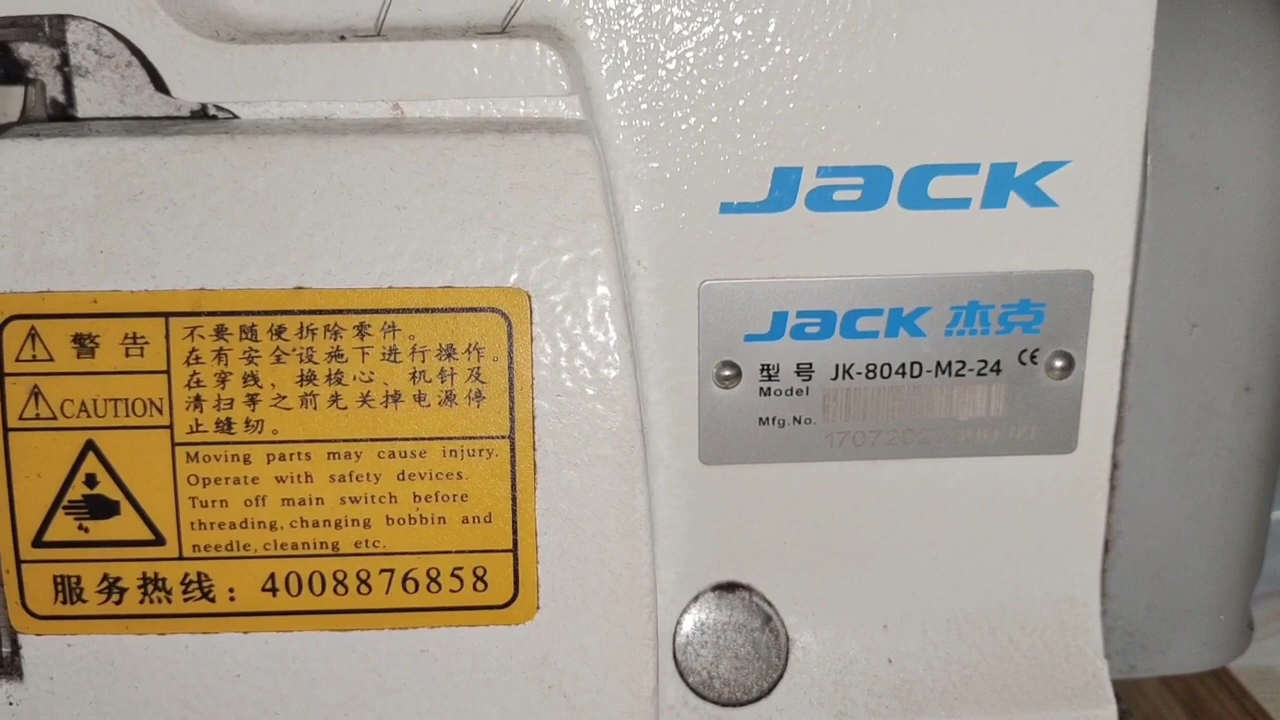 JACK
JACK 杰克
型号 JK-804D-M2-24 CE
Model
Mfg.No.
警告
CAUTION
不要随便拆除零件。
在有安全设施下进行操作。
在穿线，换梭心、机针及
清扫等之前先关掉电源停
止缝纫。
Moving parts may cause injury.
Operate with safety devices.
Turn off main switch before
threading, changing bobbin and
needle, cleaning etc.
服务热线：4008876858